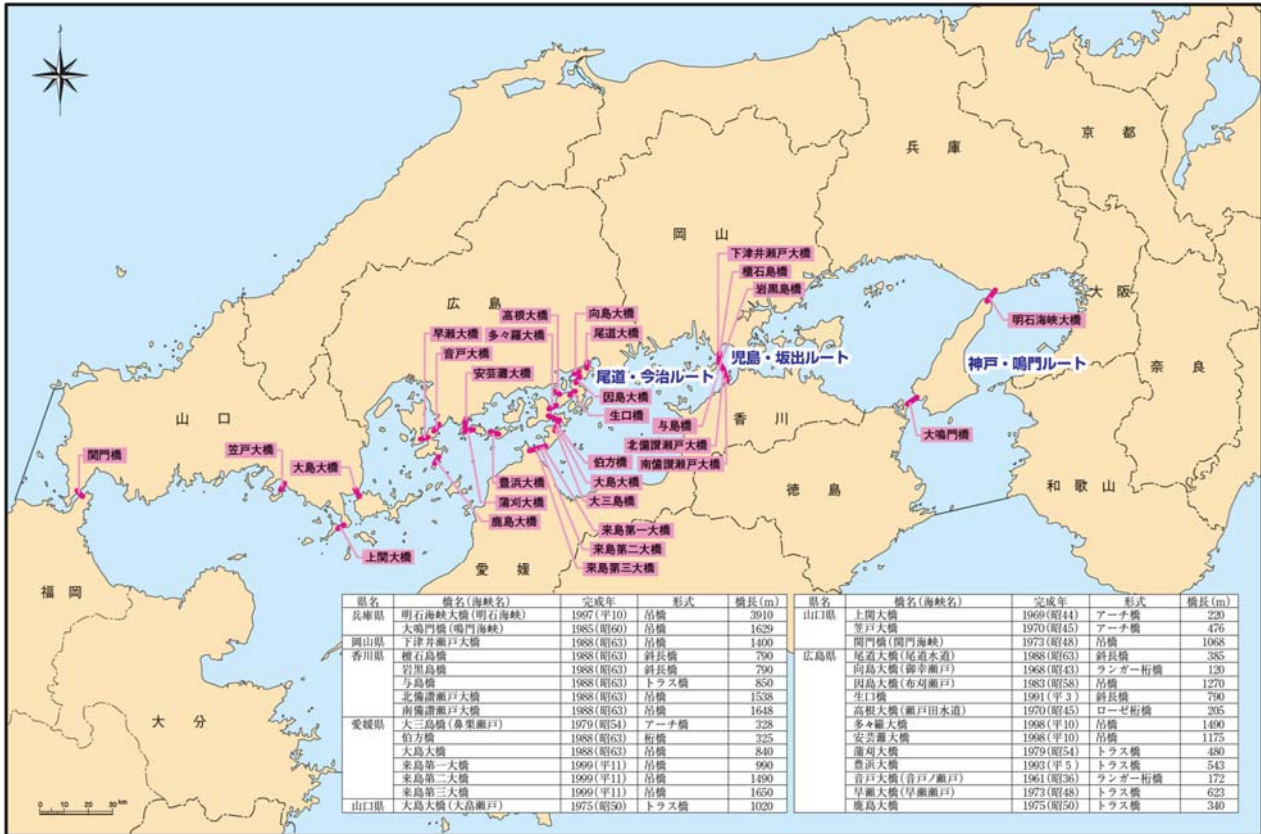 京都
兵庫
岡山
下津井瀬戸大橋
櫃石島橋
岩黒島橋
大阪
広島
高根大橋
向島大橋
明石海峡大橋
早瀬大橋
多々羅大橋
尾道大橋
音戸大橋
児島・坂出ルート
神戸・鳴門ルート
奈良
安芸灘大橋
尾道・今治ルート
因島大橋
生口橋
山口
与島橋
香川
大鳴門橋
北備讃瀬戸大橋
関門橋
笠戸大橋
大島大橋
伯方橋
南備讃瀬戸大橋
豊浜大橋
大島大橋
徳島
和歌山
蒲刈大橋
大三島橋
鹿島大橋
来島第一大橋
上関大橋
来島第二大橋
愛媛
来島第三大橋
福岡
大分
県名 橋名(海峡名) 完成年 形式 橋長(m)
兵庫県 明石海峡大橋(明石海峡) 1997(平10) 吊橋 3910
大鳴門橋(鳴門海峡) 1985(昭60) 吊橋 1629
岡山県 下津井瀬戸大橋 1988(昭63) 吊橋 1400
香川県 櫃石島橋 1988(昭63) 斜長橋 790
岩黒島橋 1988(昭63) 斜長橋 790
与島橋 1988(昭63) トラス橋 850
北備讃瀬戸大橋 1988(昭63) 吊橋 1538
南備讃瀬戸大橋 1988(昭63) 吊橋 1648
愛媛県 大三島橋(鼻栗瀬戸) 1979(昭54) アーチ橋 328
伯方橋 1988(昭63) 桁橋 325
大島大橋 1988(昭63) 吊橋 840
来島第一大橋 1999(平11) 吊橋 990
来島第二大橋 1999(平11) 吊橋 1490
来島第三大橋 1999(平11) 吊橋 1650
山口県 大島大橋(大畠瀬戸) 1975(昭50) トラス橋 1020
県名 橋名(海峡名) 完成年 形式 橋長(m)
山口県 上関大橋 1969(昭44) アーチ橋 220
笠戸大橋 1970(昭45) アーチ橋 476
関門橋(関門海峡) 1973(昭48) 吊橋 1068
広島県 尾道大橋(尾道水道) 1988(昭63) 斜長橋 385
向島大橋(御幸瀬戸) 1968(昭43) ランガー桁橋 120
因島大橋(布刈瀬戸) 1983(昭58) 吊橋 1270
生口橋 1991(平3) 斜長橋 790
高根大橋(瀬戸田水道) 1970(昭45) ローゼ桁橋 205
多々羅大橋 1998(平10) 吊橋 1490
安芸灘大橋 1998(平10) 吊橋 1175
蒲刈大橋 1979(昭54) トラス橋 480
豊浜大橋 1993(平5) トラス橋 543
音戸大橋(音戸ノ瀬戸) 1961(昭36) ランガー桁橋 172
早瀬大橋(早瀬瀬戸) 1973(昭48) トラス橋 623
鹿島大橋 1975(昭50) トラス橋 340
0 10 20 30 km